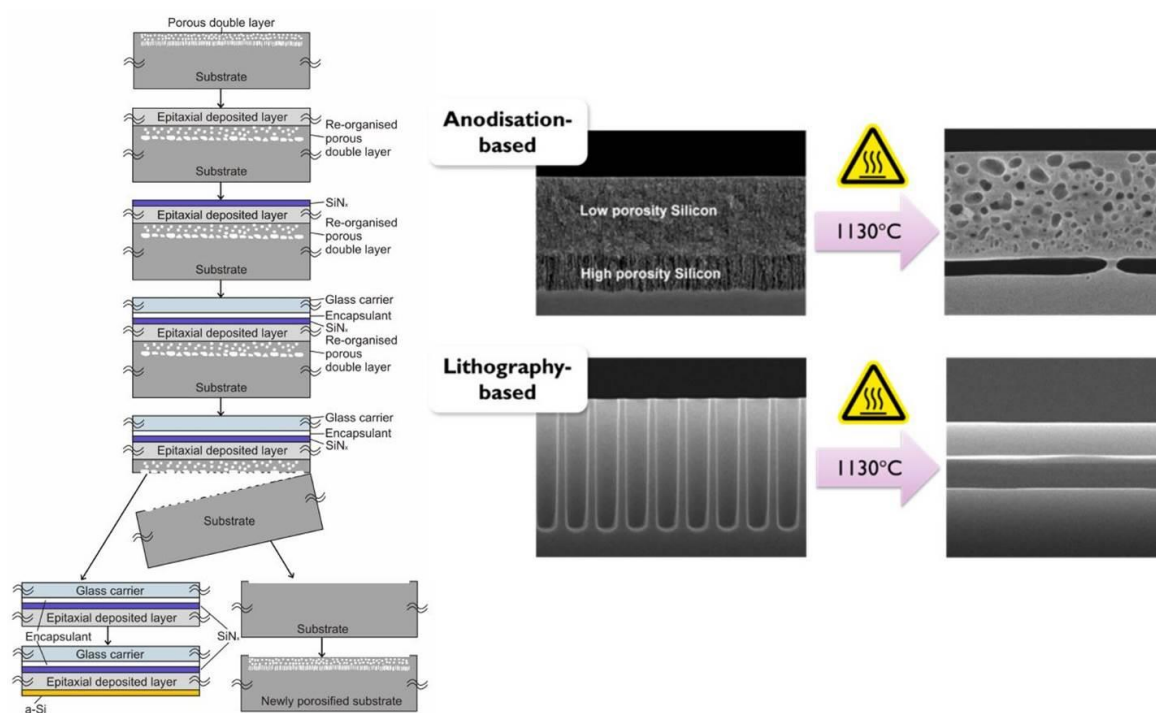 Porous double layer
Substrate
Epitaxial deposited layer
Re-organised
porous
double layer
Substrate
SiNₓ
Epitaxial deposited layer
Re-organised
porous
double layer
Substrate
Glass carrier
Encapsulant
SiNₓ
Epitaxial deposited layer
Re-organised
porous
double layer
Substrate
Glass carrier
Encapsulant
SiNₓ
Epitaxial deposited layer
Substrate
Glass carrier
Epitaxial deposited layer
Encapsulant
SiNₓ
Glass carrier
Epitaxial deposited layer
a-Si
Substrate
Newly porosified substrate
Anodisation-
based
Low porosity Silicon
High porosity Silicon
1130°C
Lithography-
based
1130°C